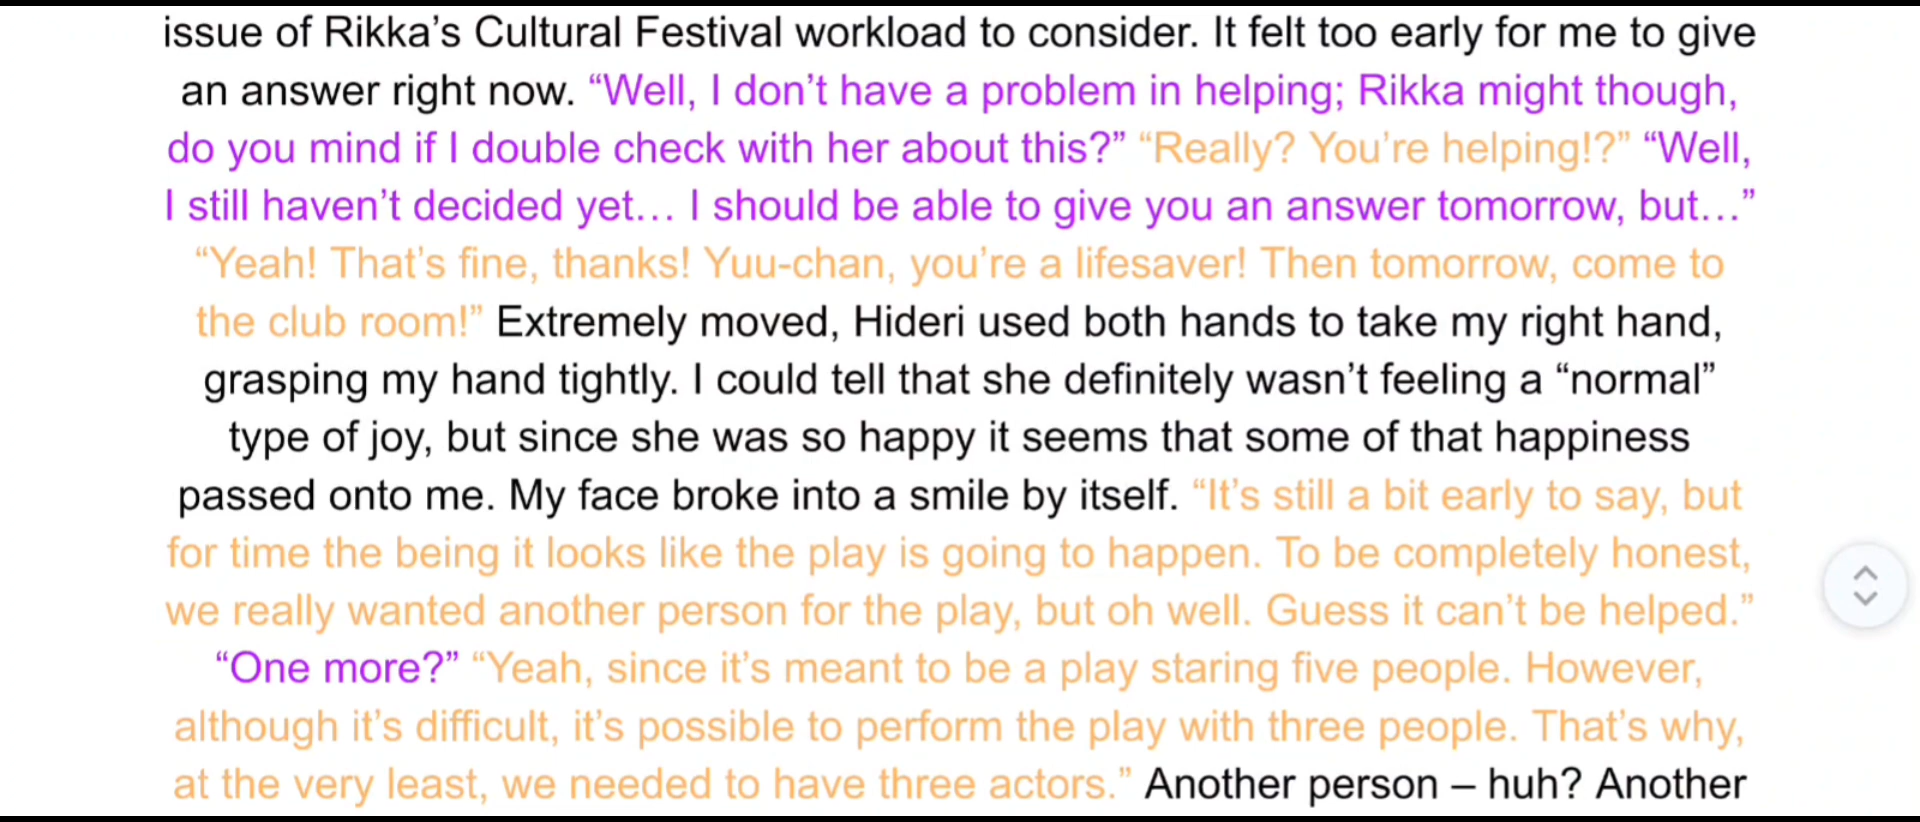 issue of Rikka’s Cultural Festival workload to consider. It felt too early for me to give
an answer right now. “Well, I don’t have a problem in helping; Rikka might though,
do you mind if I double check with her about this?” “Really? You’re helping!?” “Well,
I still haven’t decided yet… I should be able to give you an answer tomorrow, but…”
“Yeah! That’s fine, thanks! Yuu-chan, you’re a lifesaver! Then tomorrow, come to
the club room!” Extremely moved, Hideri used both hands to take my right hand,
grasping my hand tightly. I could tell that she definitely wasn’t feeling a “normal”
type of joy, but since she was so happy it seems that some of that happiness
passed onto me. My face broke into a smile by itself. “It’s still a bit early to say, but
for time the being it looks like the play is going to happen. To be completely honest,
we really wanted another person for the play, but oh well. Guess it can’t be helped.”
“One more?” “Yeah, since it’s meant to be a play staring five people. However,
although it’s difficult, it’s possible to perform the play with three people. That’s why,
at the very least, we needed to have three actors.” Another person – huh? Another